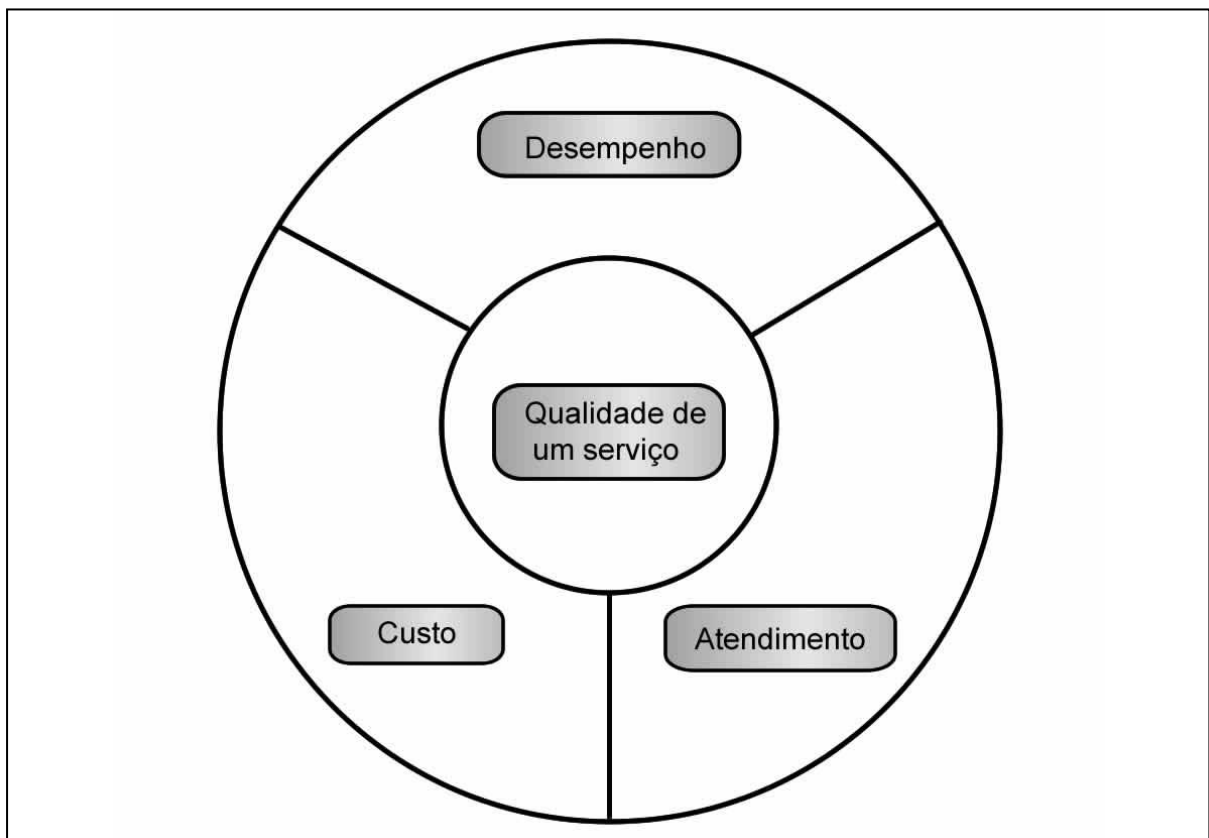 Desempenho
Qualidade de
um serviço
Custo
Atendimento